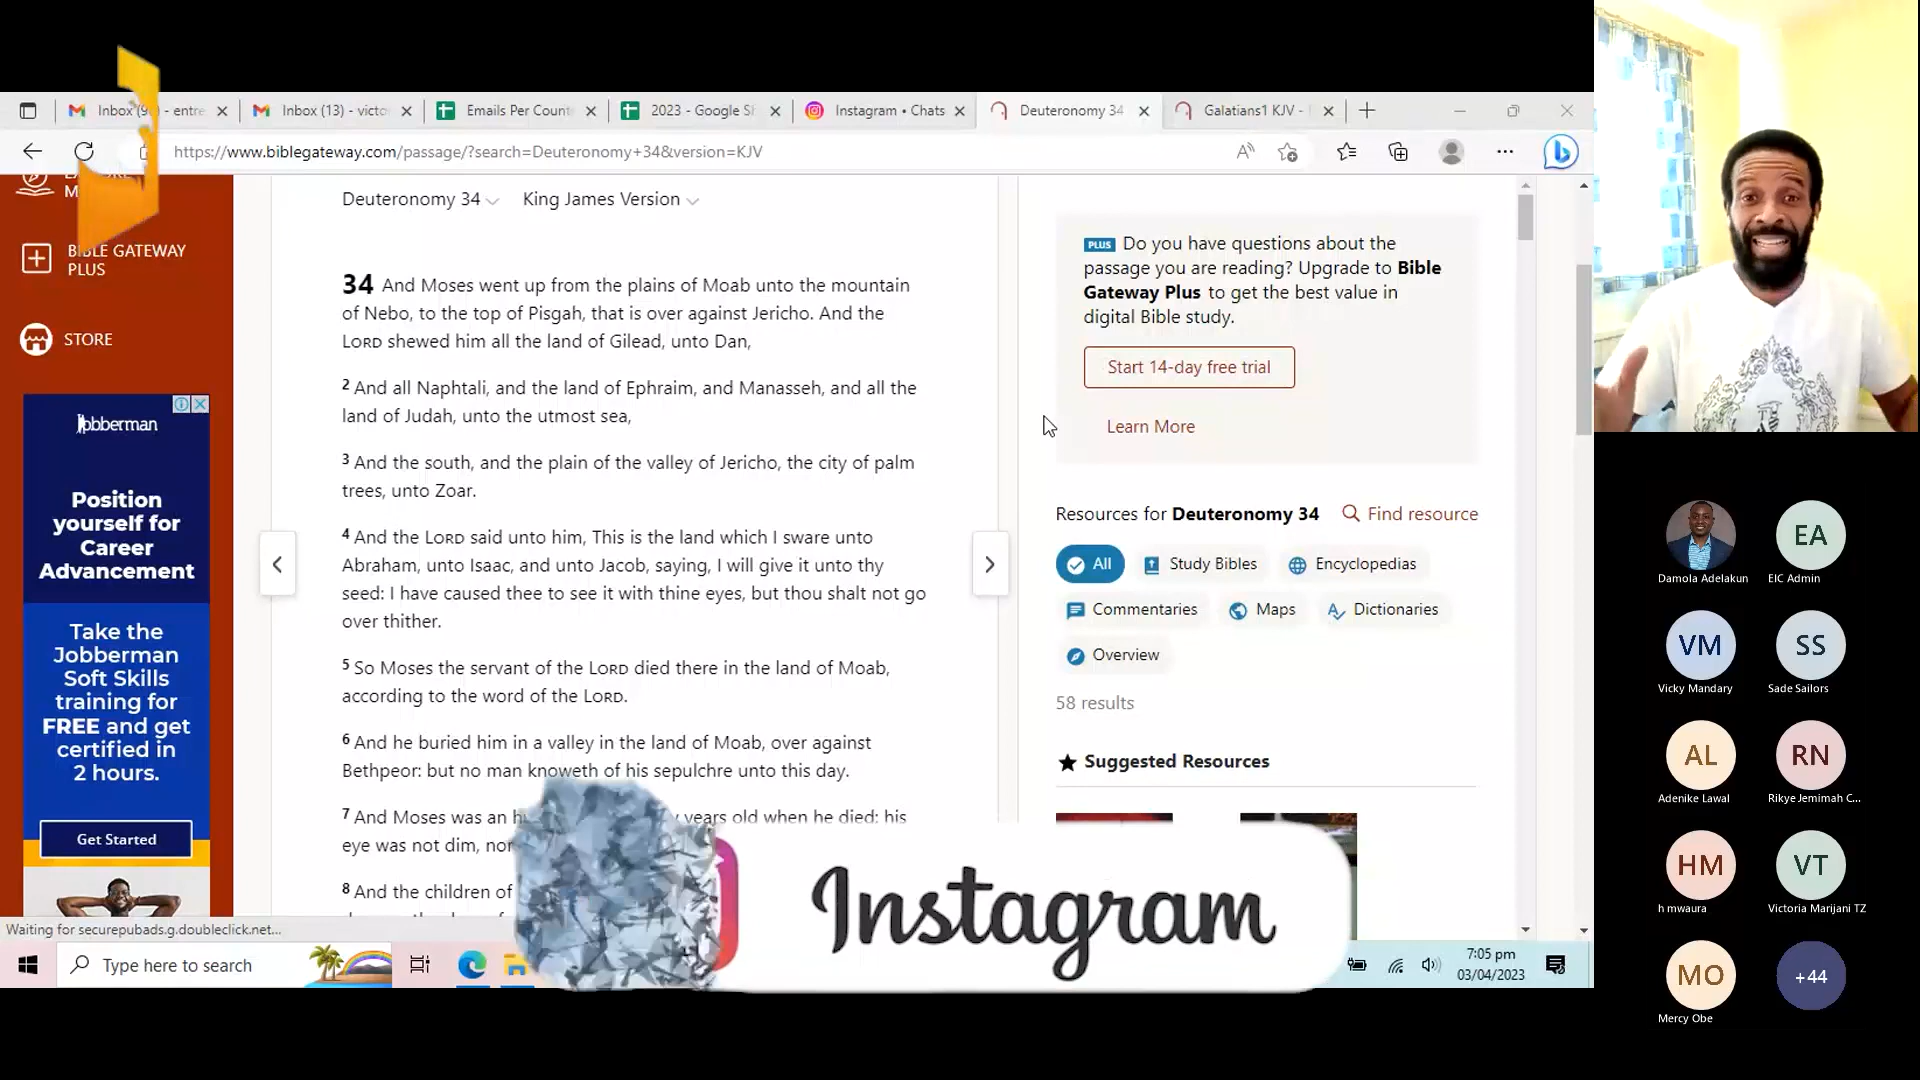 Inbox (9 - entre
Inbox (13) - victo
Emails Per Count
2023 - Google S
Instagram • Chats
Deuteronomy 34
Galatians1 KJV -
https://www.biblegateway.com/passage/?search=Deuteronomy+34&version=KJV
BIBLE GATEWAY
PLUS
STORE
Jobberman
Position
yourself for
Career
Advancement
Take the
Jobberman
Soft Skills
training for
FREE and get
certified in
2 hours.
Get Started
Deuteronomy 34
King James Version
34 And Moses went up from the plains of Moab unto the mountain
of Nebo, to the top of Pisgah, that is over against Jericho. And the
LORD shewed him all the land of Gilead, unto Dan,
2 And all Naphtali, and the land of Ephraim, and Manasseh, and all the
land of Judah, unto the utmost sea,
3 And the south, and the plain of the valley of Jericho, the city of palm
trees, unto Zoar.
4 And the LORD said unto him, This is the land which I sware unto
Abraham, unto Isaac, and unto Jacob, saying, I will give it unto thy
seed: I have caused thee to see it with thine eyes, but thou shalt not go
over thither.
5 So Moses the servant of the LORD died there in the land of Moab,
according to the word of the LORD.
6 And he buried him in a valley in the land of Moab, over against
Bethpeor: but no man knoweth of his sepulchre unto this day.
7 And Moses was an years old when he died: his
eye was not dim, nor
8 And the children of
PLUS Do you have questions about the
passage you are reading? Upgrade to Bible
Gateway Plus to get the best value in
digital Bible study.
Start 14-day free trial
Learn More
Resources for Deuteronomy 34
Find resource
All
Study Bibles
Encyclopedias
Commentaries
Maps
Dictionaries
Overview
58 results
Suggested Resources
Instagram
Waiting for securepubads.g.doubleclick.net...
Type here to search
7:05 pm
03/04/2023
Damola Adelakun
EA
EIC Admin
VM
Vicky Mandary
SS
Sade Sailors
AL
Adenike Lawal
RN
Rikye Jemimah C...
HM
h mwaura
VT
Victoria Marijani TZ
MO
Mercy Obe
+44